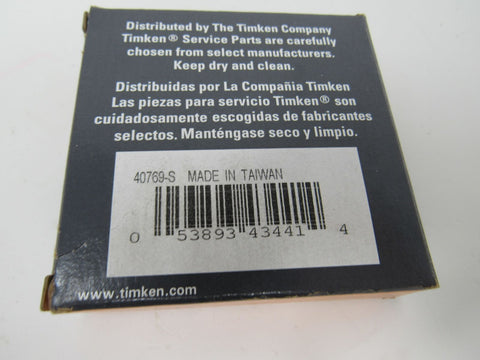 Distributed by The Timken Company
Timken® Service Parts are carefully
chosen from select manufacturers.
Keep dry and clean.
Distribuidas por La Compañia Timken
Las piezas para servicio Timken® son
cuidadosamente escogidas de fabricantes
selectos. Manténgase seco y limpio.
40769-S MADE IN TAIWAN
0 53893 43441 4
www.timken.com